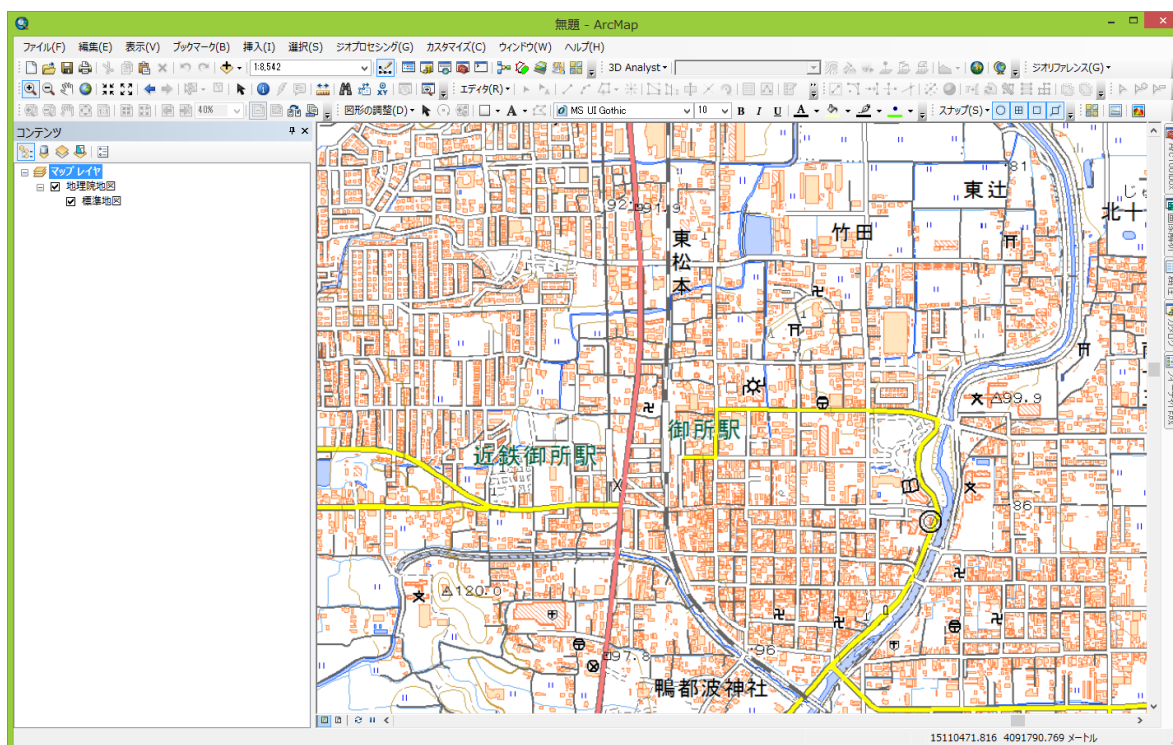 無題 - ArcMap
ファイル(F) 編集(E) 表示(V) ブックマーク(B) 挿入(I) 選択(S) ジオプロセシング(G) カスタマイズ(C) ウィンドウ(W) ヘルプ(H)
1:8,542 3D Analyst ジオリファレンス(G)
エディタ(R)
40% 図形の調整(D) A MS UI Gothic 10 B I U A スナップ(S)
コンテンツ
マップ レイヤ
地理院地図
標準地図
81
東辻
92. 91.9
北十
竹田
東松本
99.9
御所駅
近鉄御所駅
86
120.0
97.8
96
鴨都波神社
15110471.816 4091790.769 メートル